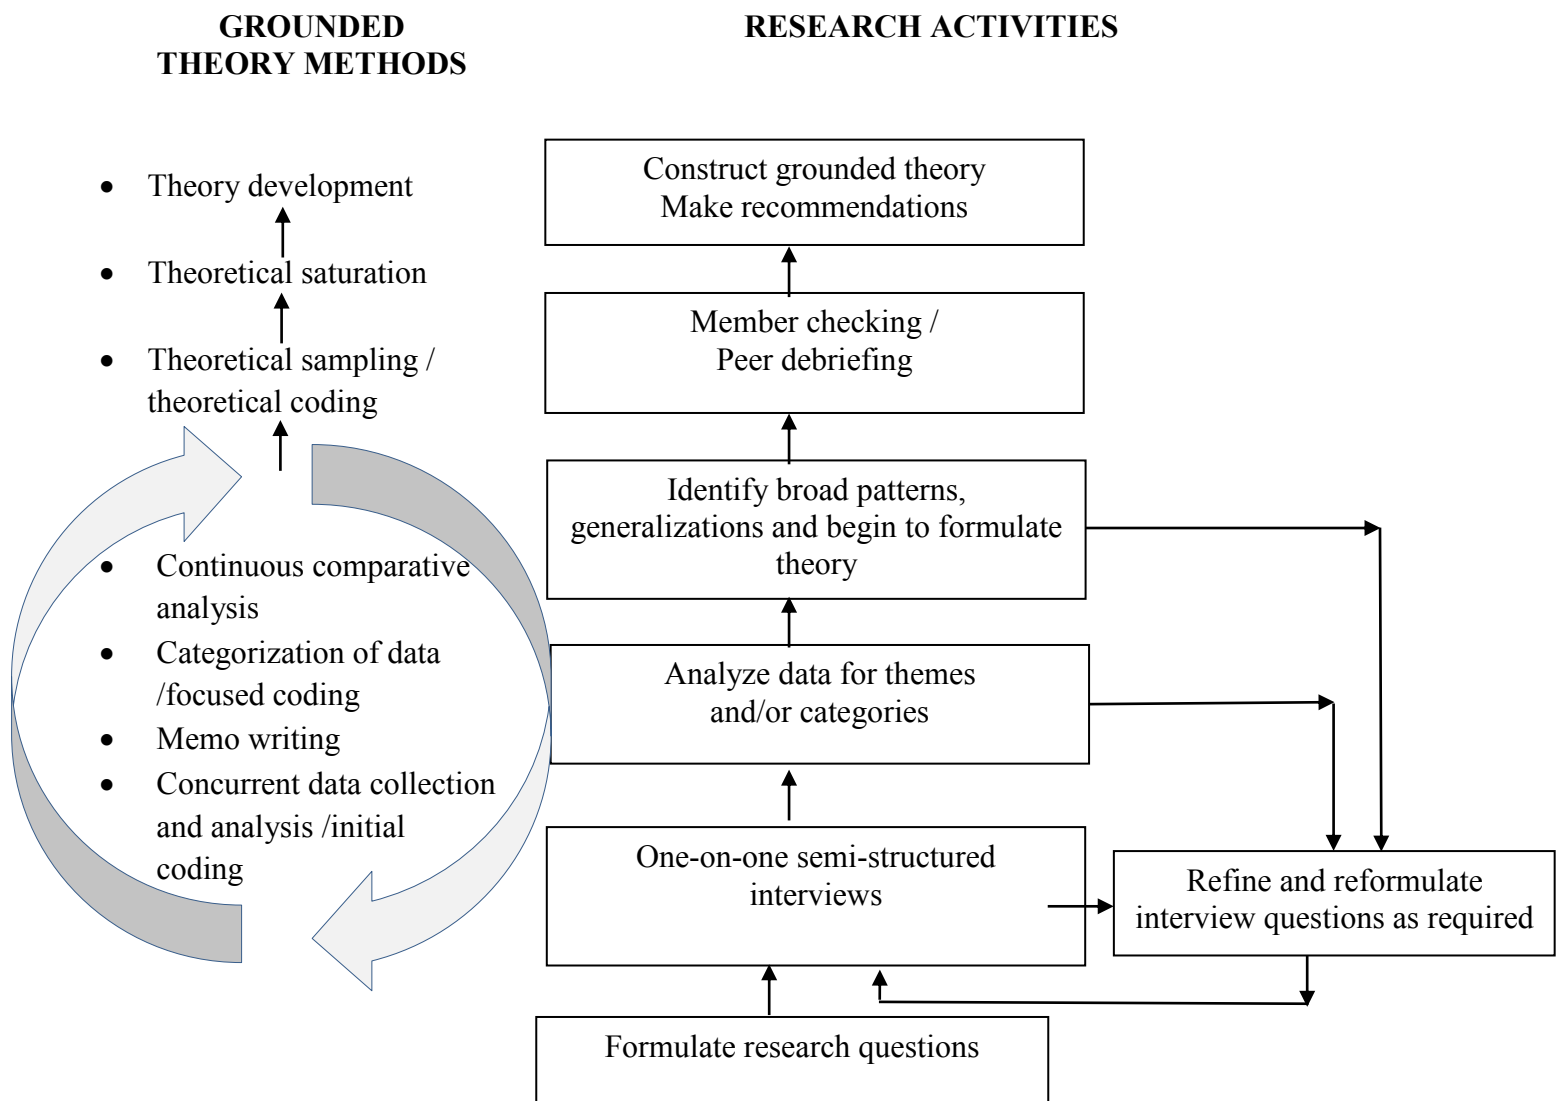 GROUNDED
THEORY METHODS
RESEARCH ACTIVITIES
• Theory development
• Theoretical saturation
• Theoretical sampling /
theoretical coding
• Continuous comparative
analysis
• Categorization of data
/focused coding
• Memo writing
• Concurrent data collection
and analysis /initial
coding
Construct grounded theory
Make recommendations
Member checking /
Peer debriefing
Identify broad patterns,
generalizations and begin to formulate
theory
Analyze data for themes
and/or categories
One-on-one semi-structured
interviews
Refine and reformulate
interview questions as required
Formulate research questions